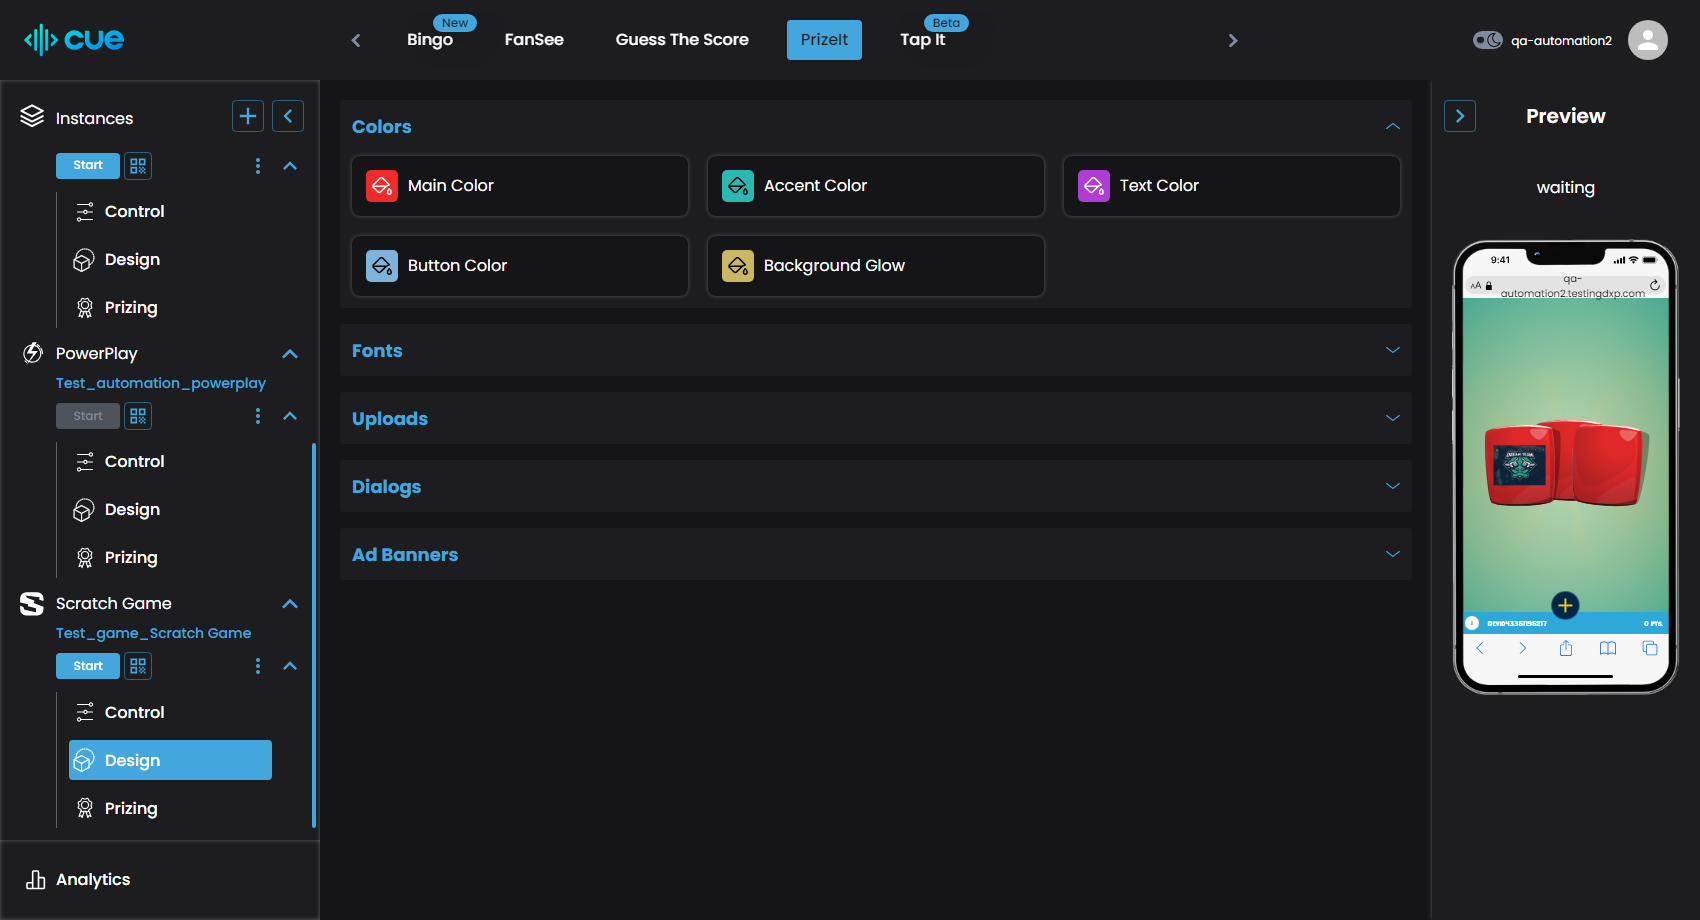 cue
New
Beta
Bingo
FanSee
Guess The Score
PrizeIt
Tap It
qa-automation2
Instances
Start
Control
Design
Prizing
PowerPlay
Test_automation_powerplay
Start
Control
Design
Prizing
Scratch Game
Test_game_Scratch Game
Start
Control
Design
Prizing
Analytics
Colors
Main Color
Accent Color
Text Color
Button Color
Background Glow
Fonts
Uploads
Dialogs
Ad Banners
Preview
waiting
9:41
AA
qa-
automation2.testingdxp.com
0 PTS.